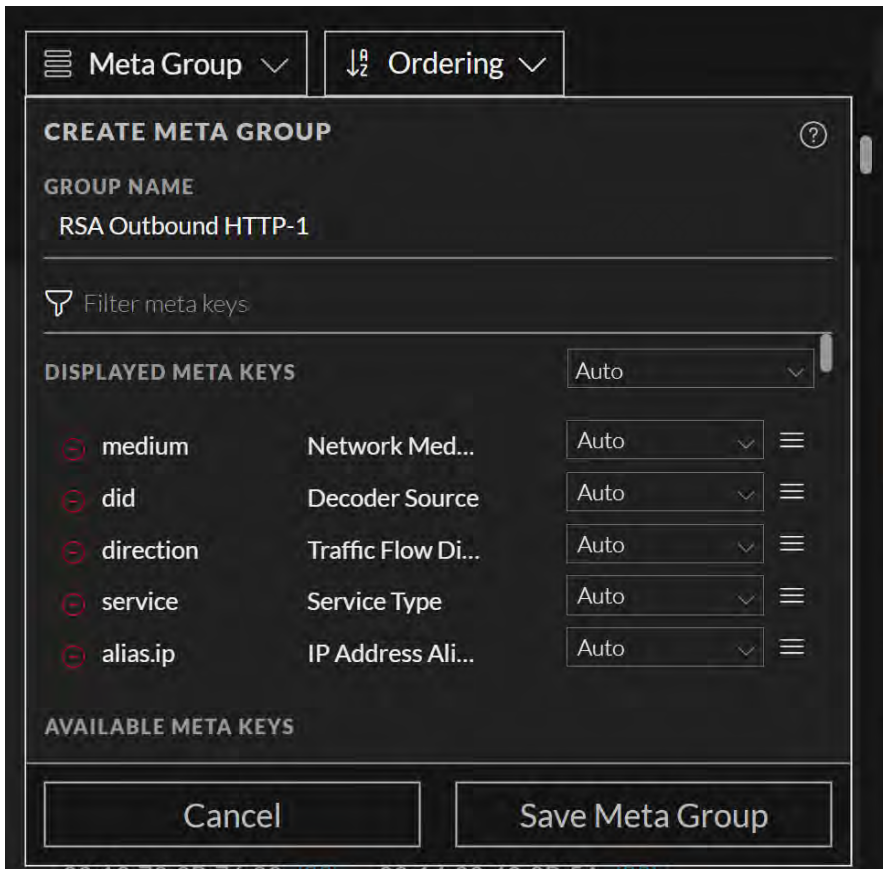 Meta Group Ordering
CREATE META GROUP
GROUP NAME
RSA Outbound HTTP-1
Filter meta keys
DISPLAYED META KEYS Auto
medium Network Med... Auto
did Decoder Source Auto
direction Traffic Flow Di... Auto
service Service Type Auto
alias.ip IP Address Ali... Auto
AVAILABLE META KEYS
Cancel Save Meta Group